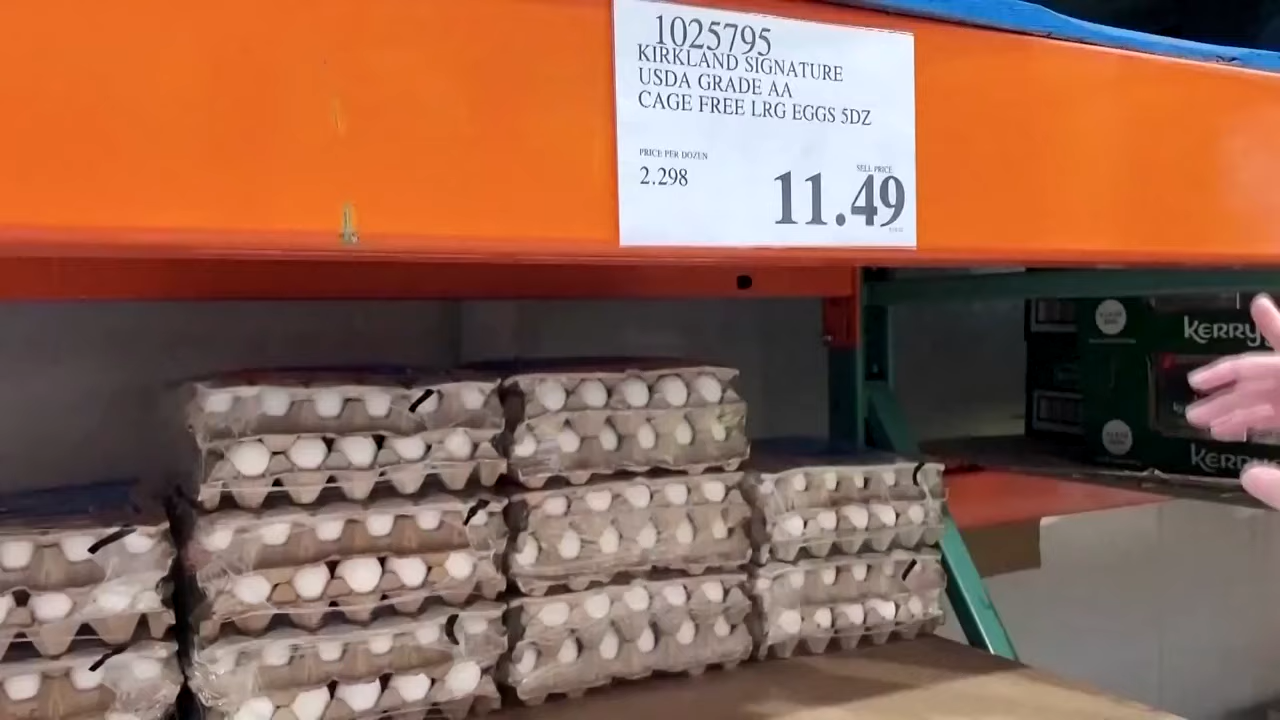 1025795
KIRKLAND SIGNATURE
USDA GRADE AA
CAGE FREE LRG EGGS 5DZ
PRICE PER DOZEN
2.298
SELL PRICE
11.49
KERRY
KERRY